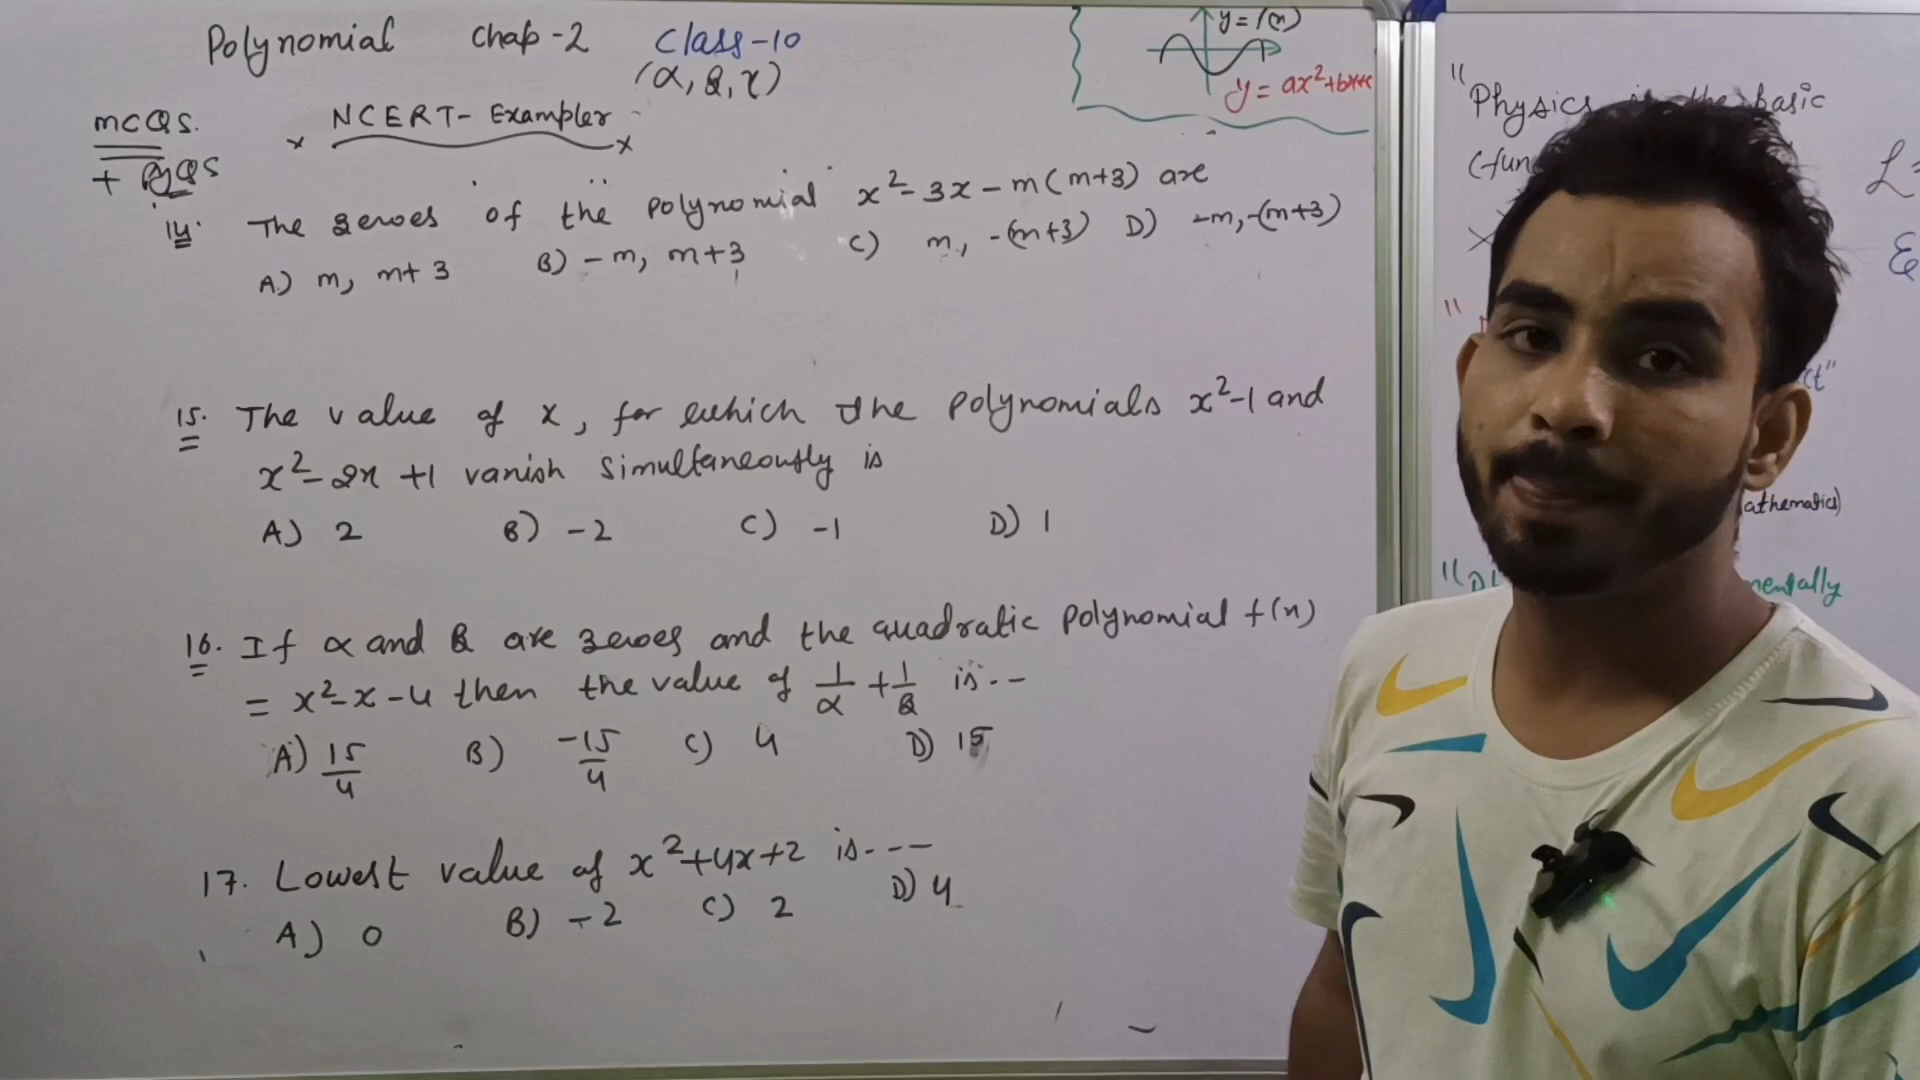 Polynomial chap-2 Class-10
(α, β, γ)
y = f(x)
y = ax²+bx+c
MCQS.
+ PYQS
x NCERT- Exampler x
14. The zeroes of the polynomial x²-3x-m(m+3) are
A) m, m+3 B) -m, m+3 C) m, -(m+3) D) -m, -(m+3)
15. The value of x, for which the polynomials x²-1 and
x²-2x+1 vanish simultaneously is
A) 2 B) -2 C) -1 D) 1
16. If α and β are zeroes and the quadratic polynomial f(x)
= x²-x-4 then the value of 1/α + 1/β is--
A) 15/4 B) -15/4 C) 4 D) 15
17. Lowest value of x²+4x+2 is---
A) 0 B) -2 C) 2 D) 4
"Physics is the basic
athematics)
mentally